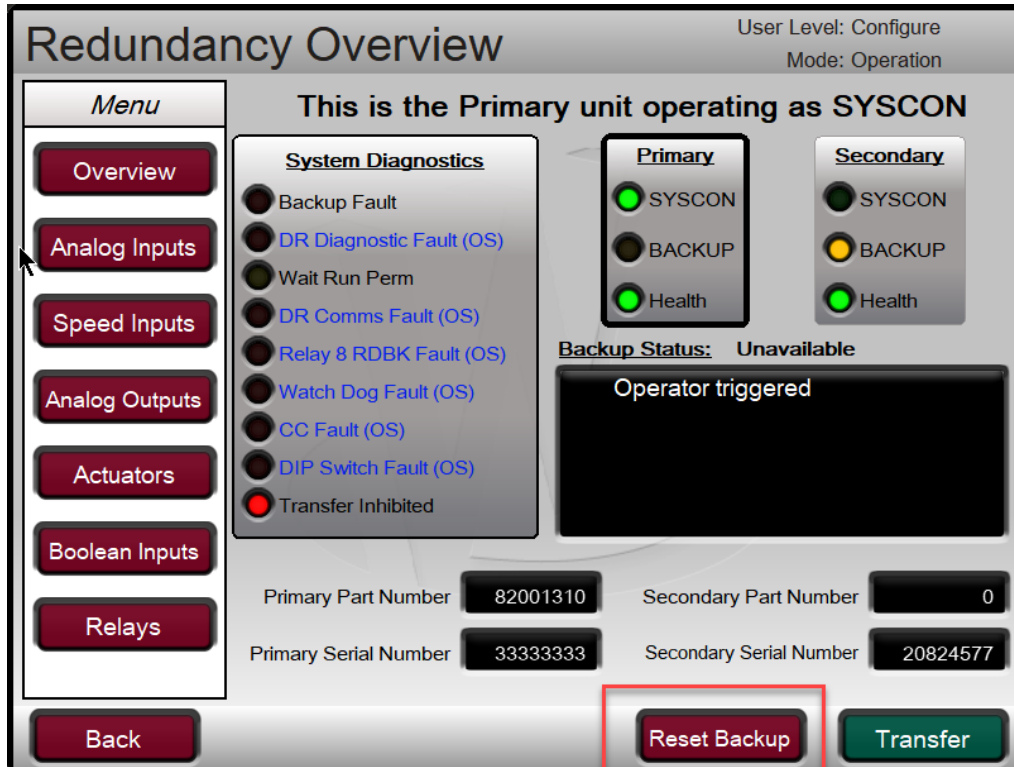 Redundancy Overview
User Level: Configure
Mode: Operation
Menu
Overview
Analog Inputs
Speed Inputs
Analog Outputs
Actuators
Boolean Inputs
Relays
This is the Primary unit operating as SYSCON
System Diagnostics
Backup Fault
DR Diagnostic Fault (OS)
Wait Run Perm
DR Comms Fault (OS)
Relay 8 RDBK Fault (OS)
Watch Dog Fault (OS)
CC Fault (OS)
DIP Switch Fault (OS)
Transfer Inhibited
Primary
SYSCON
BACKUP
Health
Secondary
SYSCON
BACKUP
Health
Backup Status: Unavailable
Operator triggered
Primary Part Number 82001310
Secondary Part Number 0
Primary Serial Number 33333333
Secondary Serial Number 20824577
Back
Reset Backup
Transfer